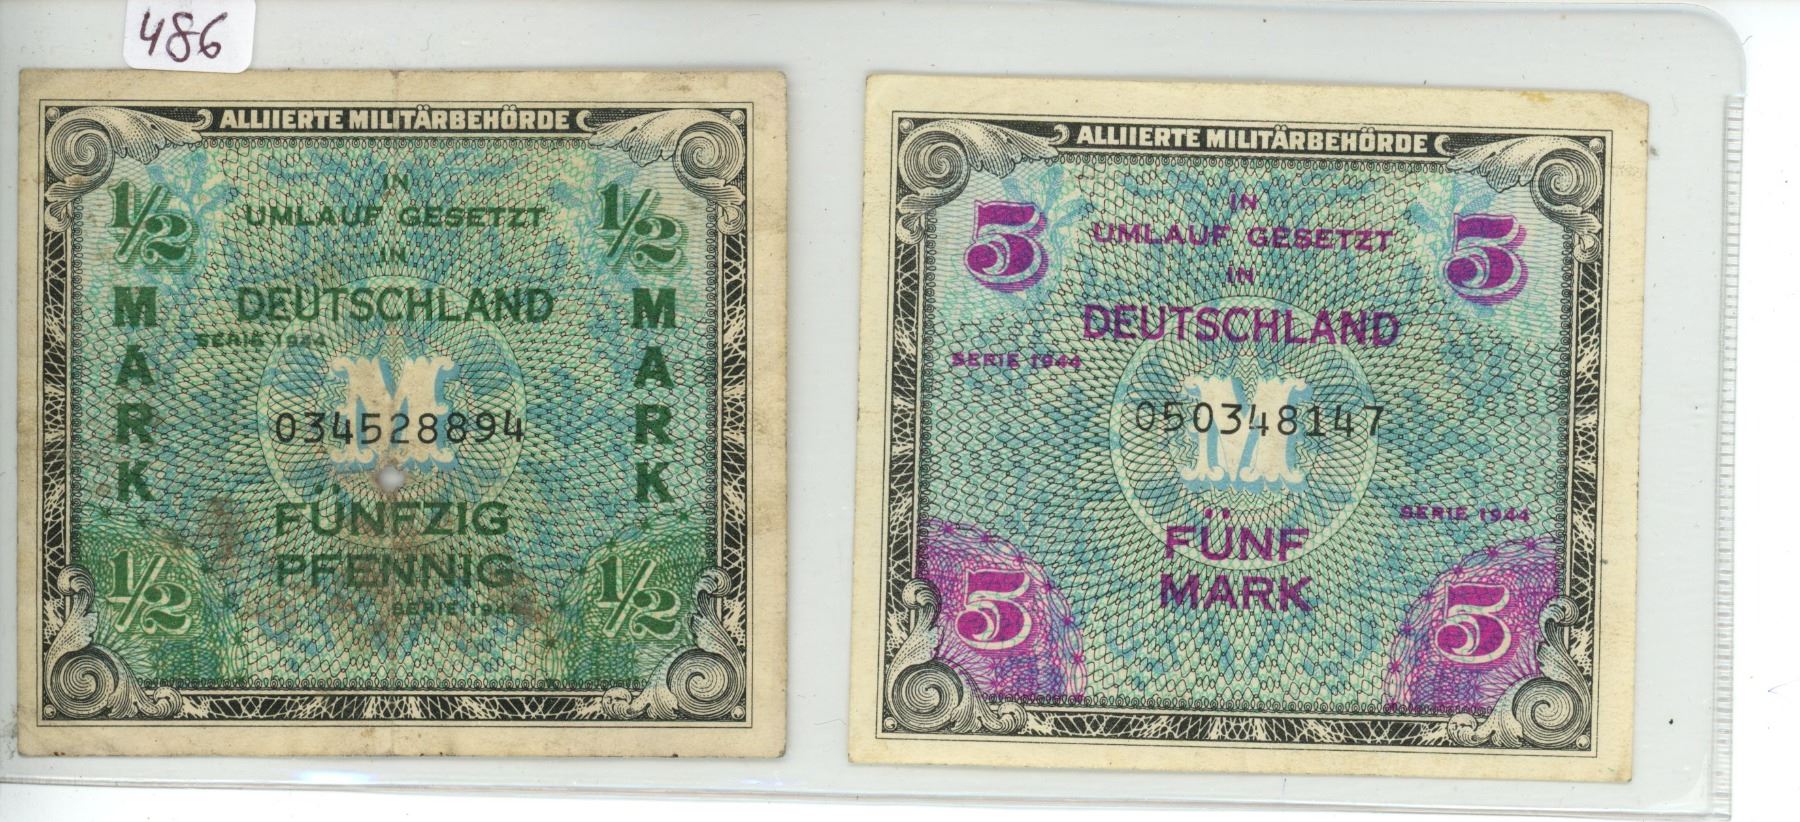 486
ALLIIERTE MILITÄRBEHÖRDE
1/2 IN 1/2
UMLAUF GESETZT
IN
DEUTSCHLAND
MARK MARK
SERIE 1944
M
034528894
FÜNFZIG
PFENNIG
1/2 1/2
SERIE 1944
ALLIIERTE MILITÄRBEHÖRDE
IN
5 UMLAUF GESETZT 5
IN
DEUTSCHLAND
SERIE 1944
M
050348147
SERIE 1944
FÜNF
MARK
5 5